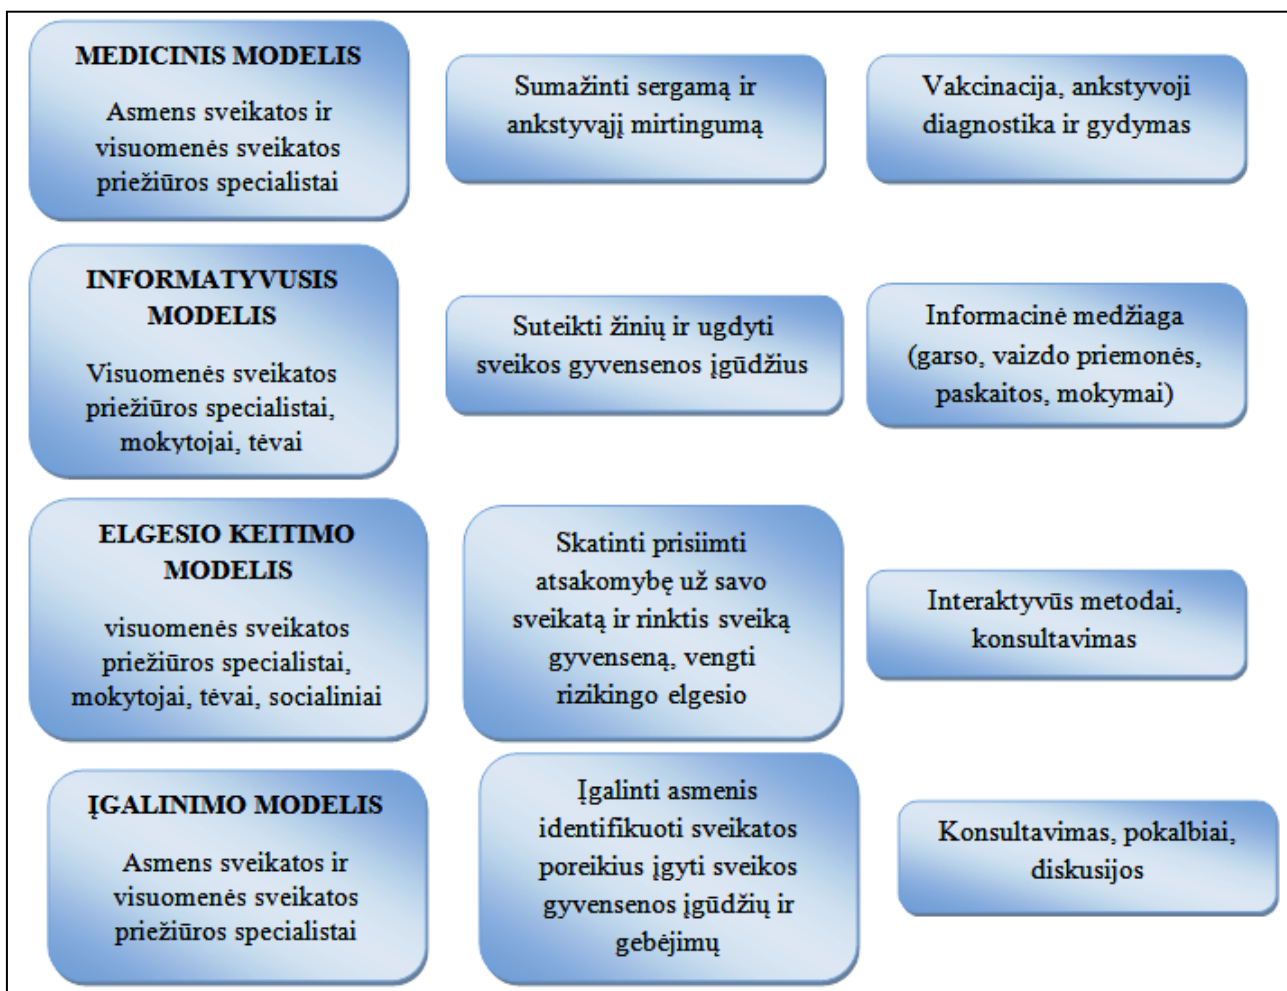 MEDICINIS MODELIS
Asmens sveikatos ir
visuomenės sveikatos
priežiūros specialistai
Sumažinti sergamą ir
ankstyvąjį mirtingumą
Vakcinacija, ankstyvoji
diagnostika ir gydymas
INFORMATYVUSIS
MODELIS
Visuomenės sveikatos
priežiūros specialistai,
mokytojai, tėvai
Suteikti žinių ir ugdyti
sveikos gyvensenos įgūdžius
Informacinė medžiaga
(garso, vaizdo priemonės,
paskaitos, mokymai)
ELGESIO KEITIMO
MODELIS
visuomenės sveikatos
priežiūros specialistai,
mokytojai, tėvai, socialiniai
Skatinti prisiimti
atsakomybę už savo
sveikatą ir rinktis sveiką
gyvenseną, vengti
rizikingo elgesio
Interaktyvūs metodai,
konsultavimas
ĮGALINIMO MODELIS
Asmens sveikatos ir
visuomenės sveikatos
priežiūros specialistai
Įgalinti asmenis
identifikuoti sveikatos
poreikius įgyti sveikos
gyvensenos įgūdžių ir
gebėjimų
Konsultavimas, pokalbiai,
diskusijos